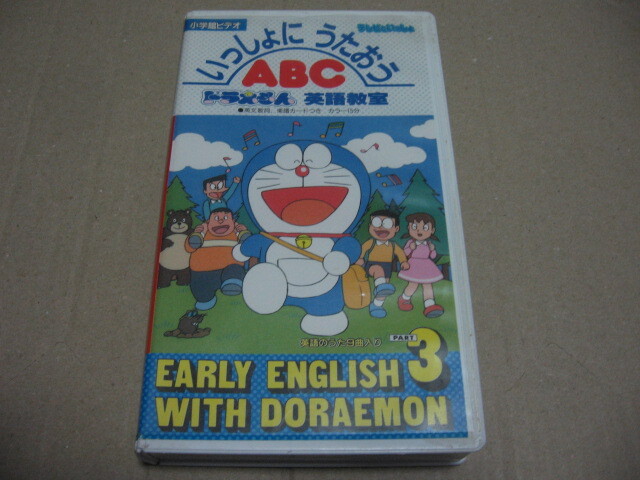 小学館ビデオ
いっしょに うたおう
ABC
ドラえもん 英語教室
EARLY ENGLISH
WITH DORAEMON
PART
3